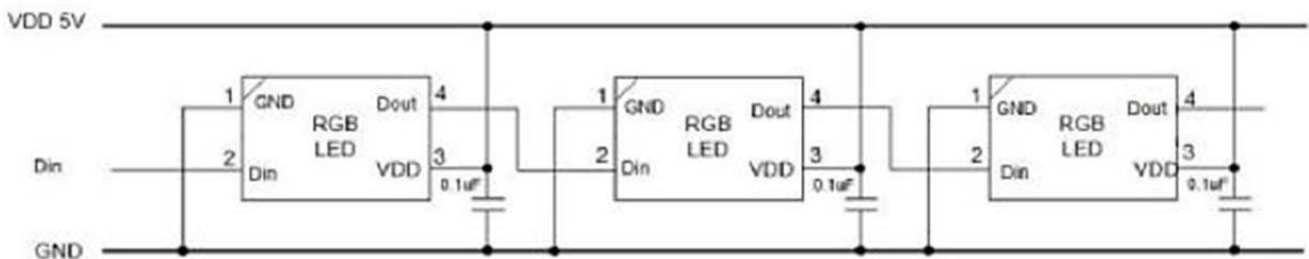 VDD 5V
1 GND Dout 4
RGB
LED
2 Din VDD 3
0.1uF
1 GND Dout 4
RGB
LED
2 Din VDD 3
0.1uF
1 GND Dout 4
RGB
LED
2 Din VDD 3
0.1uF
Din
GND